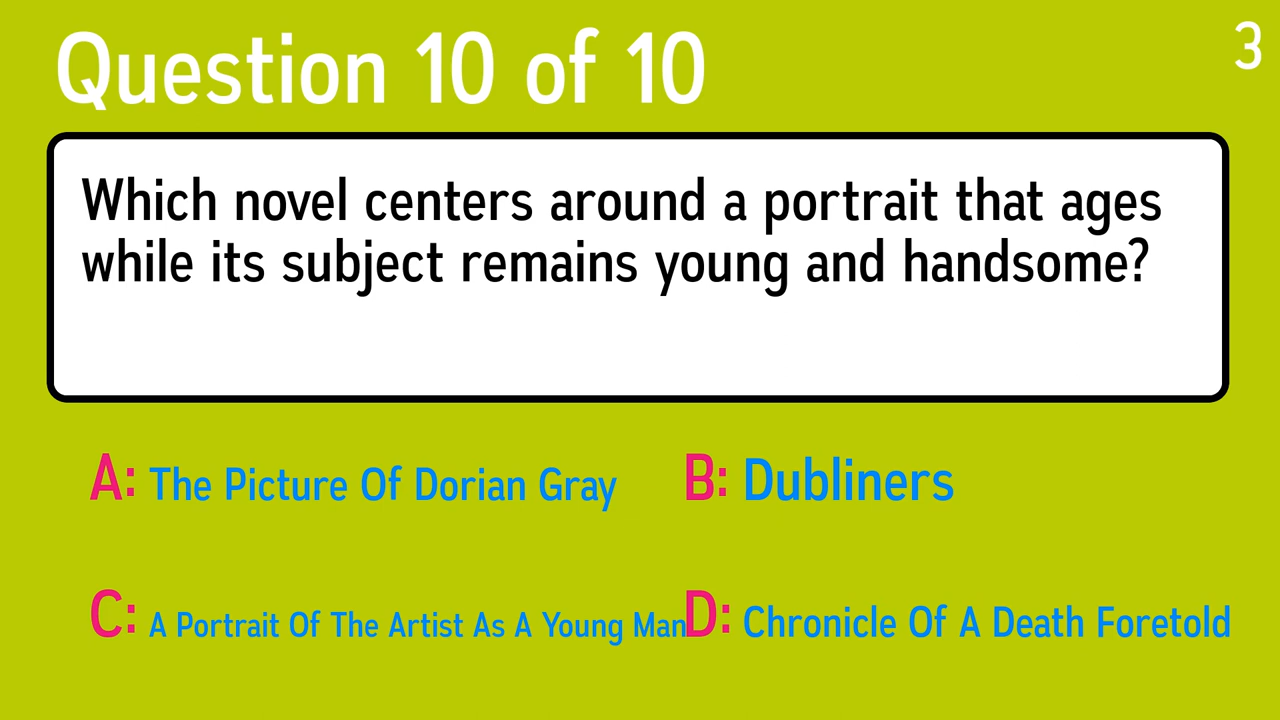 Question 10 of 10
3
Which novel centers around a portrait that ages
while its subject remains young and handsome?
A: The Picture Of Dorian Gray
B: Dubliners
C: A Portrait Of The Artist As A Young Man
D: Chronicle Of A Death Foretold